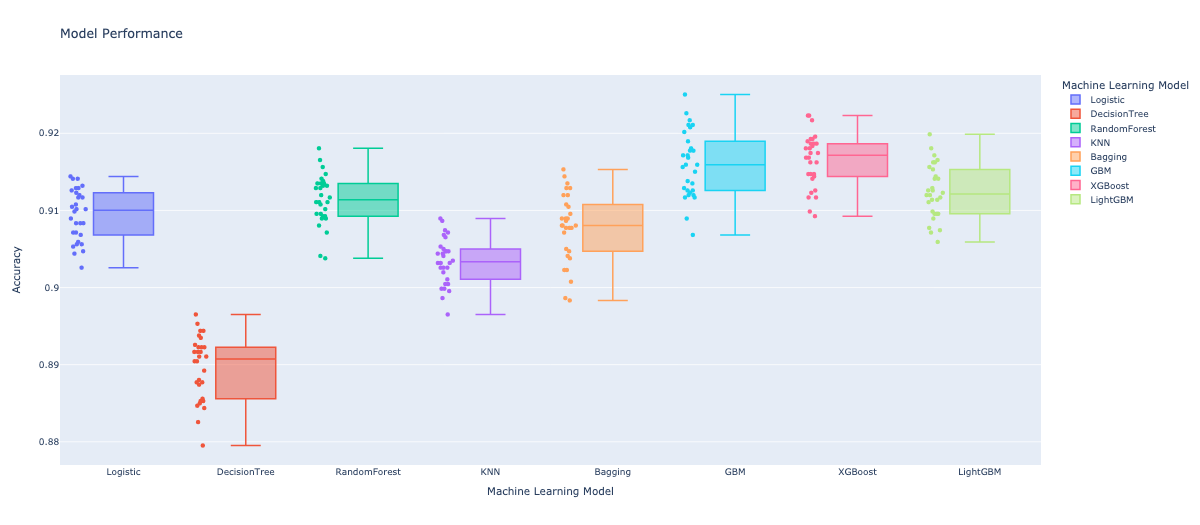 Model Performance
Machine Learning Model
Logistic
DecisionTree
RandomForest
KNN
Bagging
GBM
XGBoost
LightGBM
0.92
0.91
0.9
0.89
0.88
Accuracy
Logistic DecisionTree RandomForest KNN Bagging GBM XGBoost LightGBM
Machine Learning Model